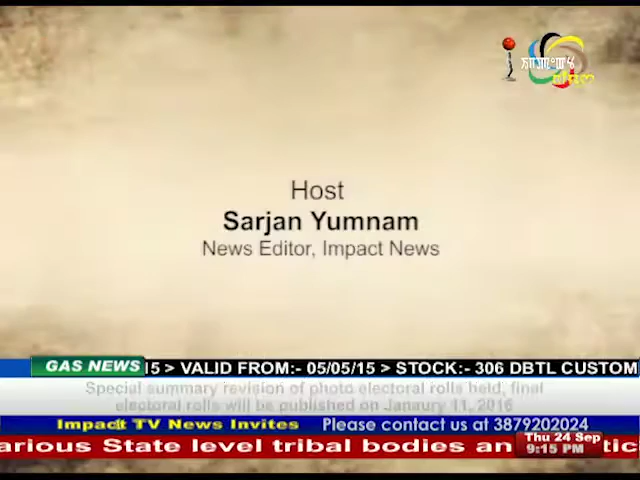 Host
Sarjan Yumnam
News Editor, Impact News
GAS NEWS
15 > VALID FROM:- 05/05/15 > STOCK:- 306 DBTL CUSTOM
Special summary revision of photo electoral rolls held, final
electoral rolls will be published on Janaury 11, 2016
Impact TV News Invites Please contact us at 3879202024
arious State level tribal bodies an
Thu 24 Sep
9:15 PM
tic